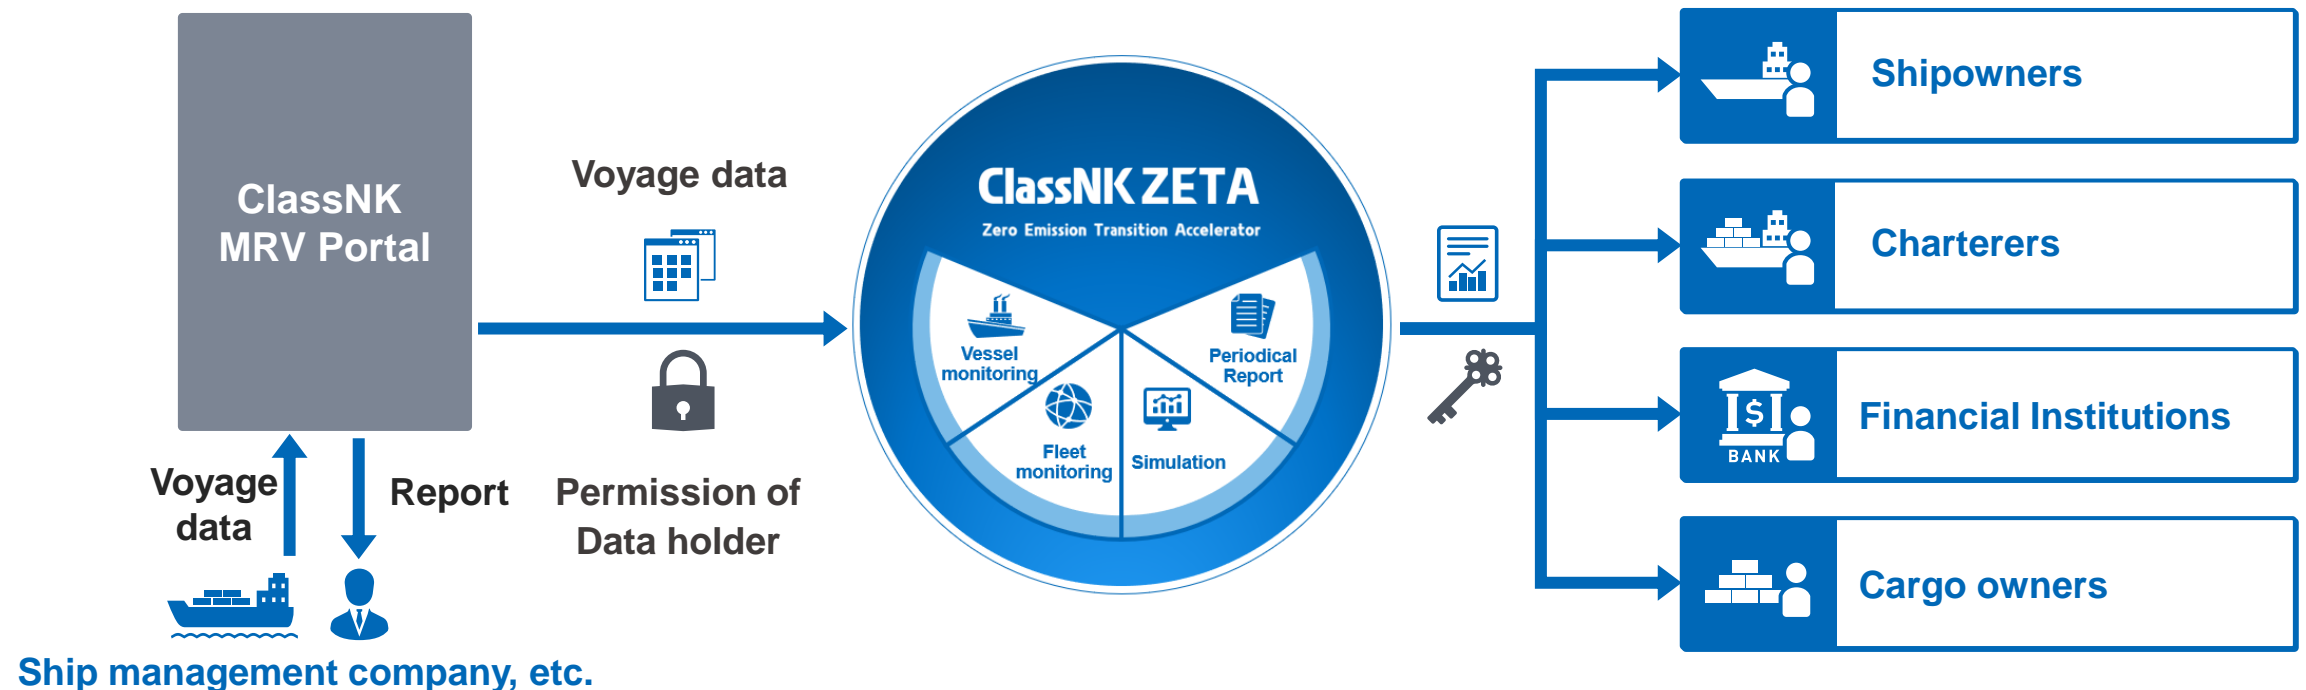 ClassNK
MRV Portal
Voyage
data
Report
Ship management company, etc.
Voyage data
Permission of
Data holder
ClassNK ZETA
Zero Emission Transition Accelerator
Vessel
monitoring
Fleet
monitoring
Simulation
Periodical
Report
Shipowners
Charterers
$
BANK
Financial Institutions
Cargo owners